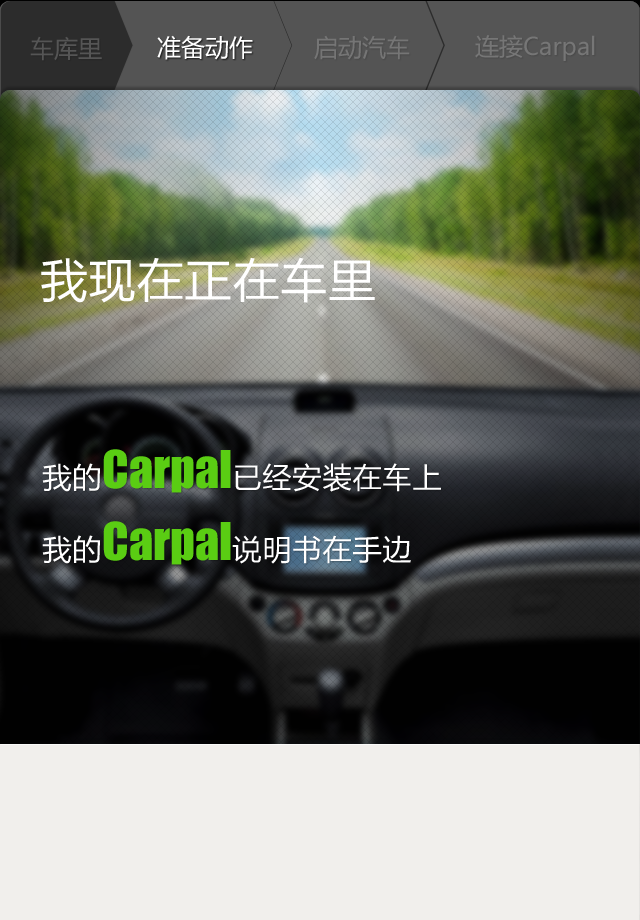 车库里 准备动作 启动汽车 连接Carpal
我现在正在车里
我的Carpal已经安装在车上
我的Carpal说明书在手边